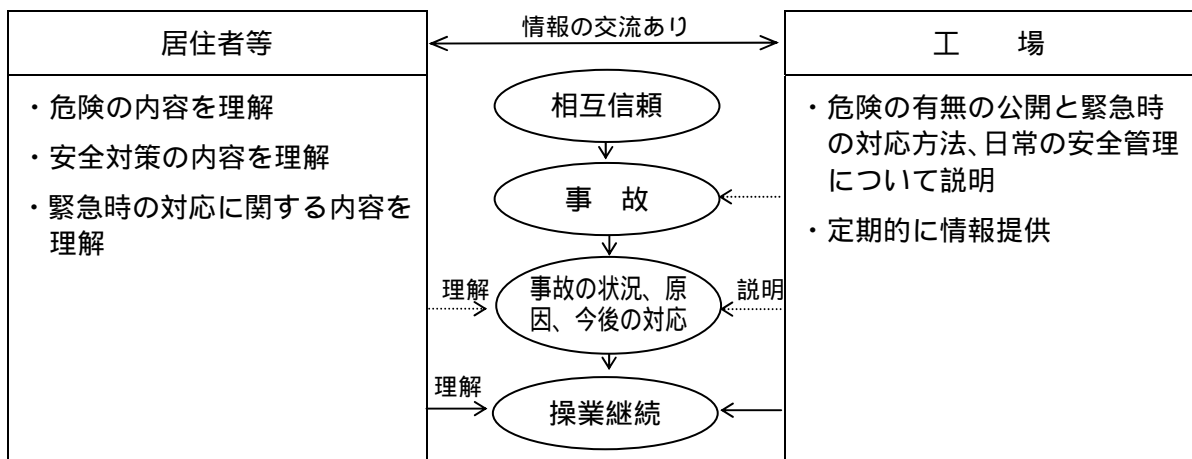 情報の交流あり
居住者等
工　場
・危険の内容を理解
・安全対策の内容を理解
・緊急時の対応に関する内容を
理解
相互信頼
事　故
理解
事故の状況、原
因、今後の対応
説明
理解
操業継続
・危険の有無の公開と緊急時
の対応方法、日常の安全管理
について説明
・定期的に情報提供